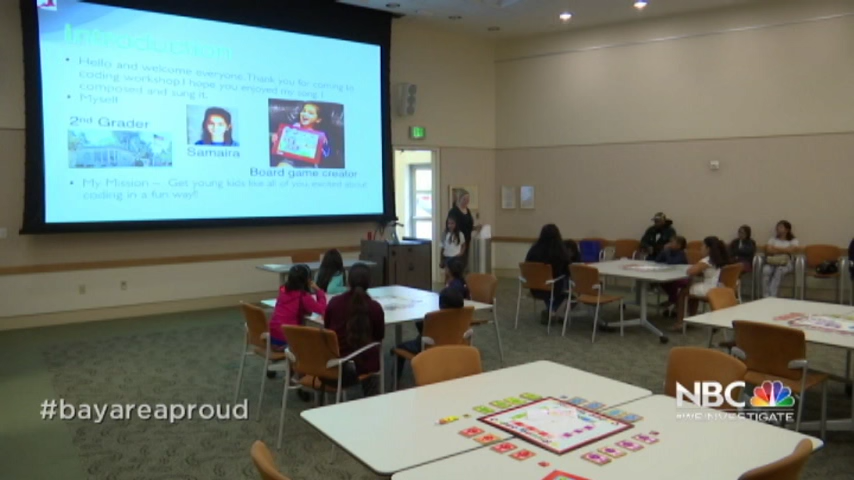 Introduction
• Hello and welcome everyone. Thank you for coming to
coding workshop. I hope you enjoyed my song. I
composed and sung it.
• Myself
2nd Grader
Samaira
Board game creator
• My Mission – Get young kids like all of you excited about
coding in a fun way!!
#bayareaproud
NBC
#WEINVESTIGATE